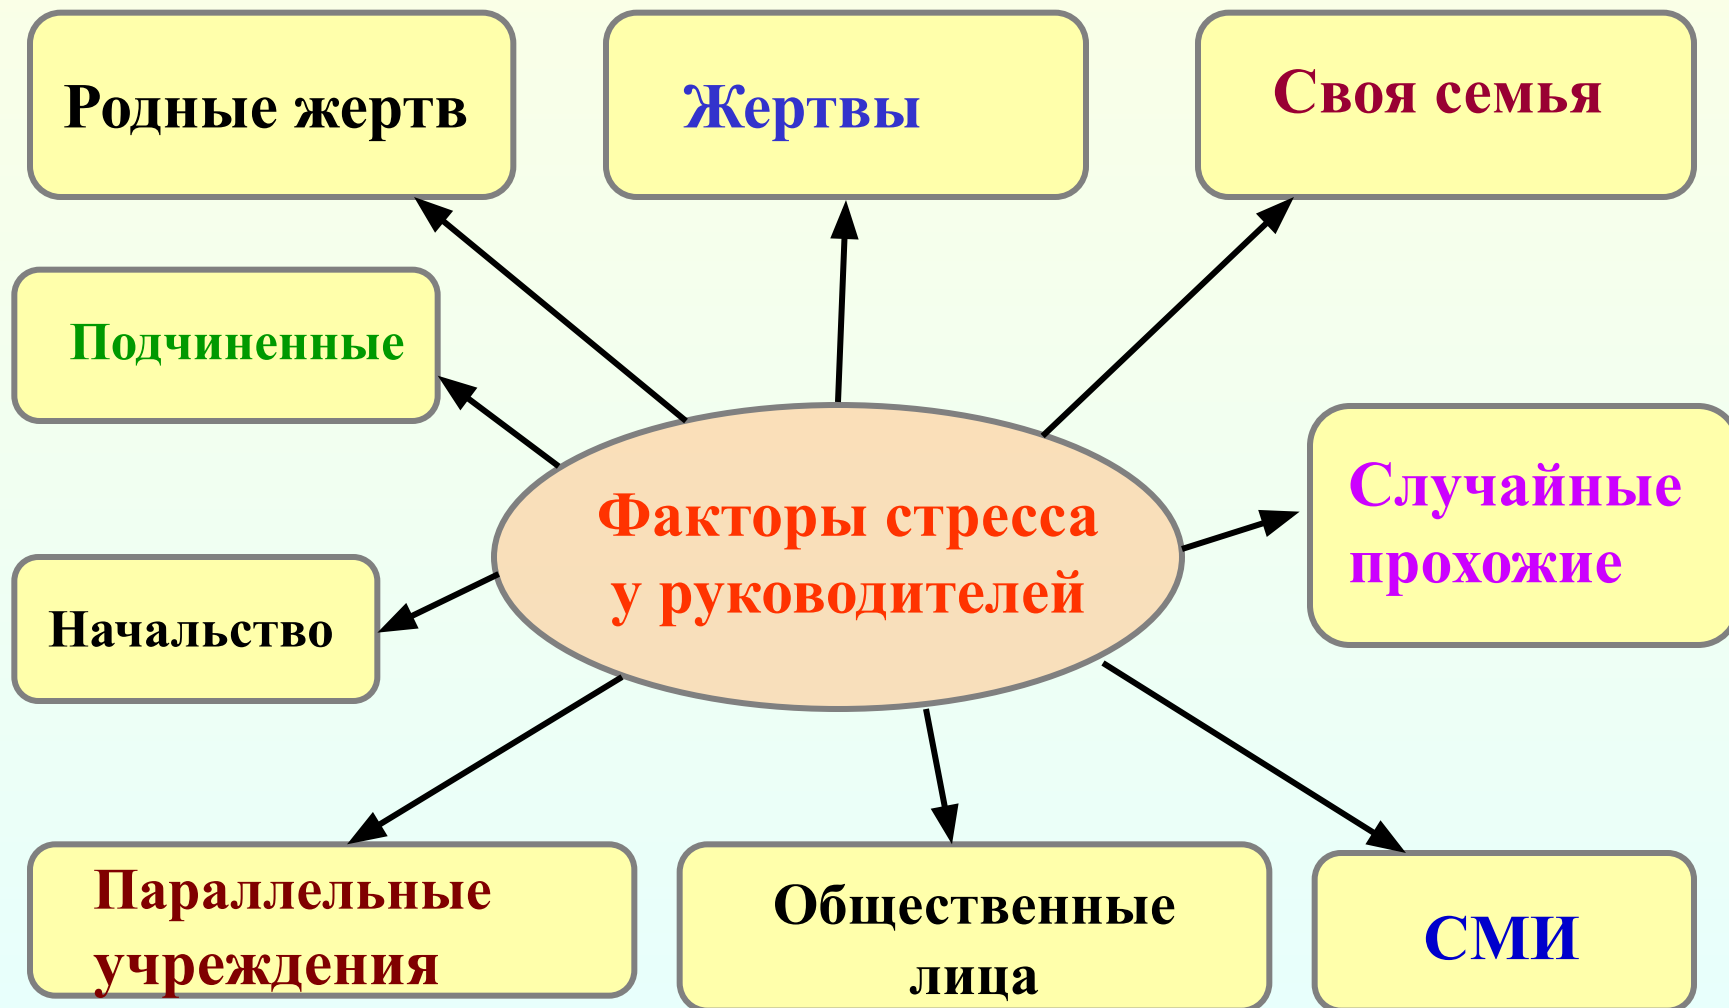 Родные жертв
Жертвы
Своя семья
Подчиненные
Случайные
прохожие
Факторы стресса
у руководителей
Начальство
Параллельные
учреждения
Общественные
лица
СМИ